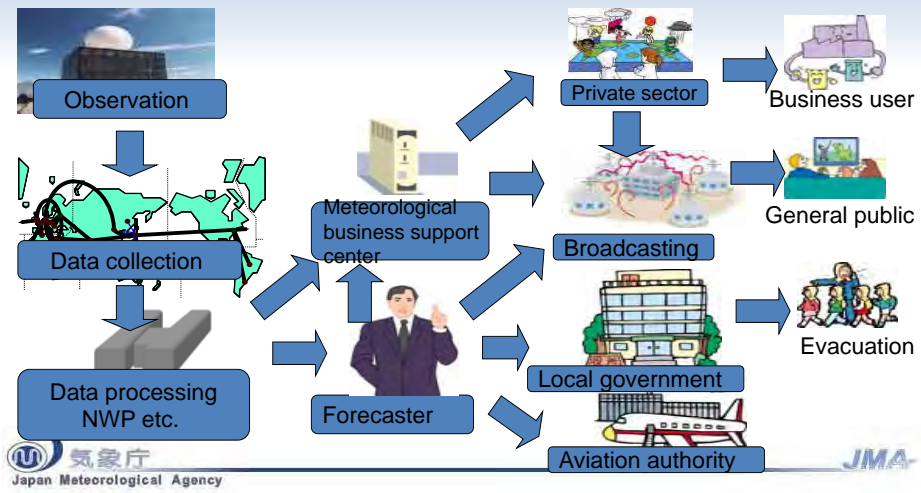 Observation
Private sector
Business user
Meteorological
business support
center
General public
Data collection
Broadcasting
Evacuation
Data processing
NWP etc.
Forecaster
Local government
Aviation authority
気象庁
Japan Meteorological Agency
JMA